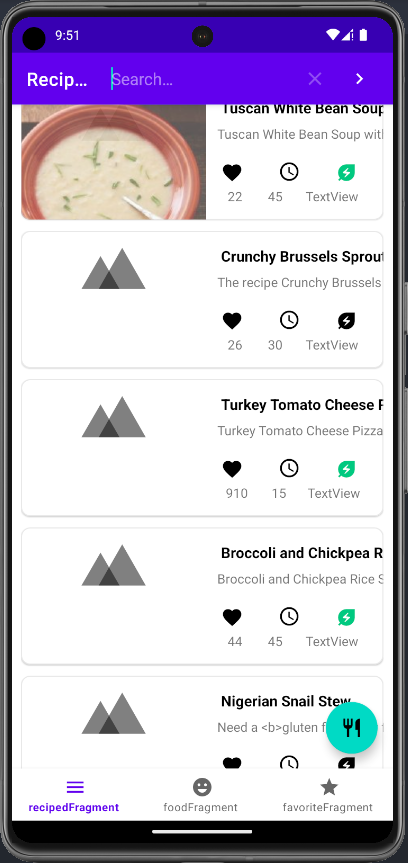 9:51
Recip...
Search...
Tuscan White Bean Soup
Tuscan White Bean Soup wit
22 45 TextView
Crunchy Brussels Sprout
The recipe Crunchy Brussels
26 30 TextView
Turkey Tomato Cheese
Turkey Tomato Cheese Pizza
910 15 TextView
Broccoli and Chickpea R
Broccoli and Chickpea Rice S
44 45 TextView
Nigerian Snail Stew
Need a <b>gluten f
recipedFragment
foodFragment
favoriteFragment